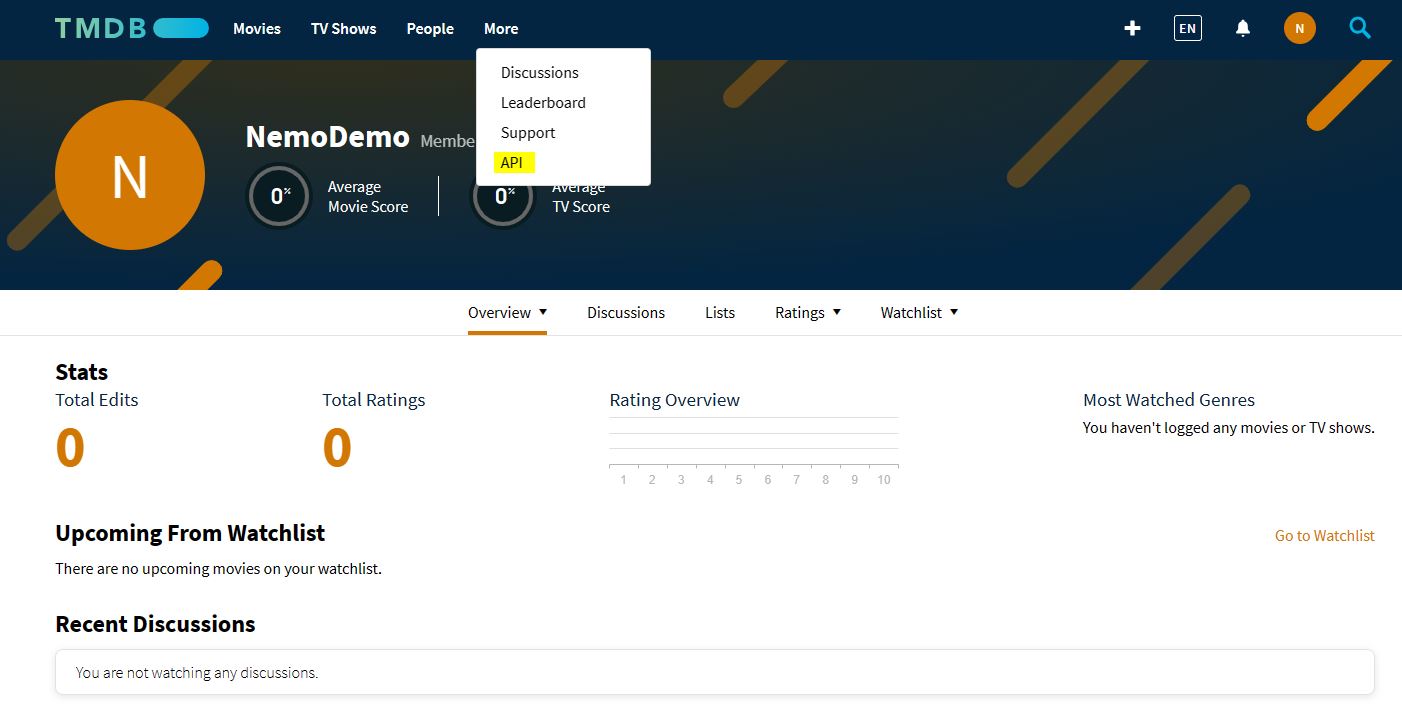 TMDB Movies TV Shows People More EN N
Discussions
Leaderboard
Support
API
N
NemoDemo Membe
0% Average Movie Score
0% Average TV Score
Overview Discussions Lists Ratings Watchlist
Stats
Total Edits Total Ratings Rating Overview Most Watched Genres
0 0 You haven't logged any movies or TV shows.
1 2 3 4 5 6 7 8 9 10
Upcoming From Watchlist Go to Watchlist
There are no upcoming movies on your watchlist.
Recent Discussions
You are not watching any discussions.